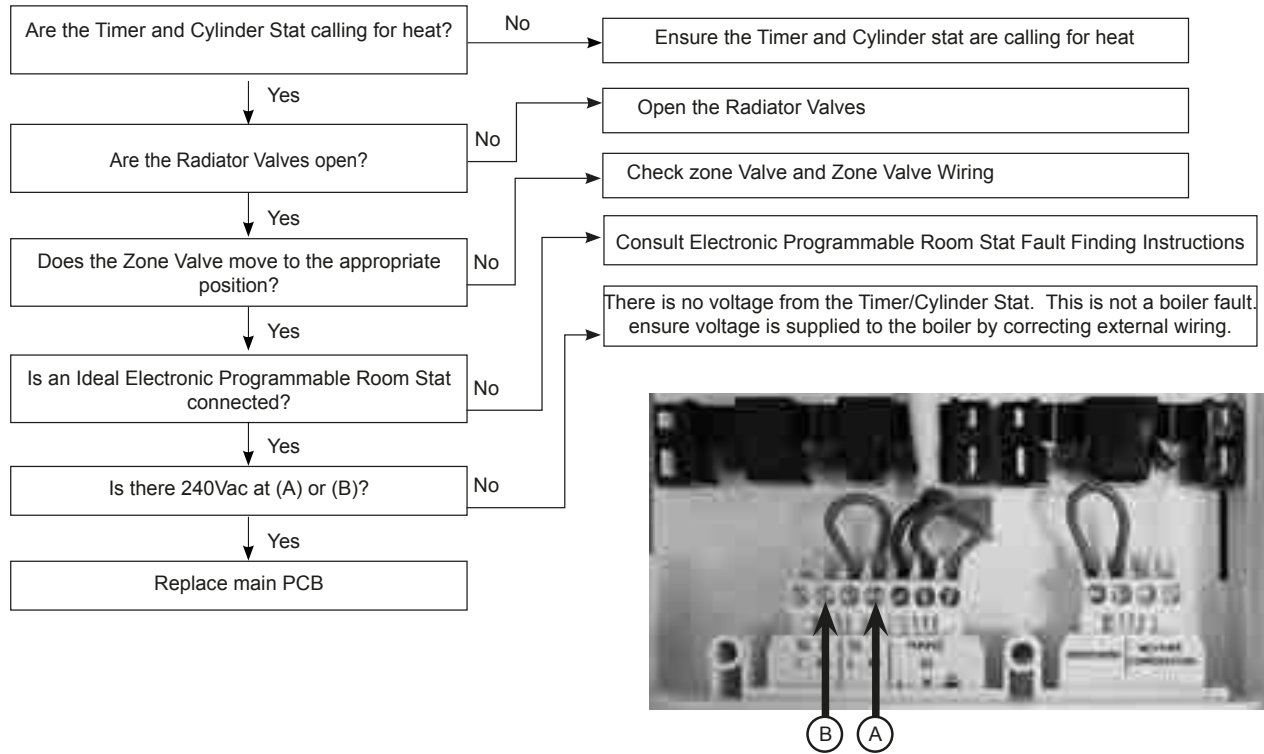 Are the Timer and Cylinder Stat calling for heat?
No
Ensure the Timer and Cylinder stat are calling for heat
Yes
Are the Radiator Valves open?
No
Open the Radiator Valves
Yes
Does the Zone Valve move to the appropriate
position?
No
Check zone Valve and Zone Valve Wiring
Yes
Is an Ideal Electronic Programmable Room Stat
connected?
No
Consult Electronic Programmable Room Stat Fault Finding Instructions
Yes
Is there 240Vac at (A) or (B)?
No
There is no voltage from the Timer/Cylinder Stat. This is not a boiler fault.
ensure voltage is supplied to the boiler by correcting external wiring.
Yes
Replace main PCB
B
A